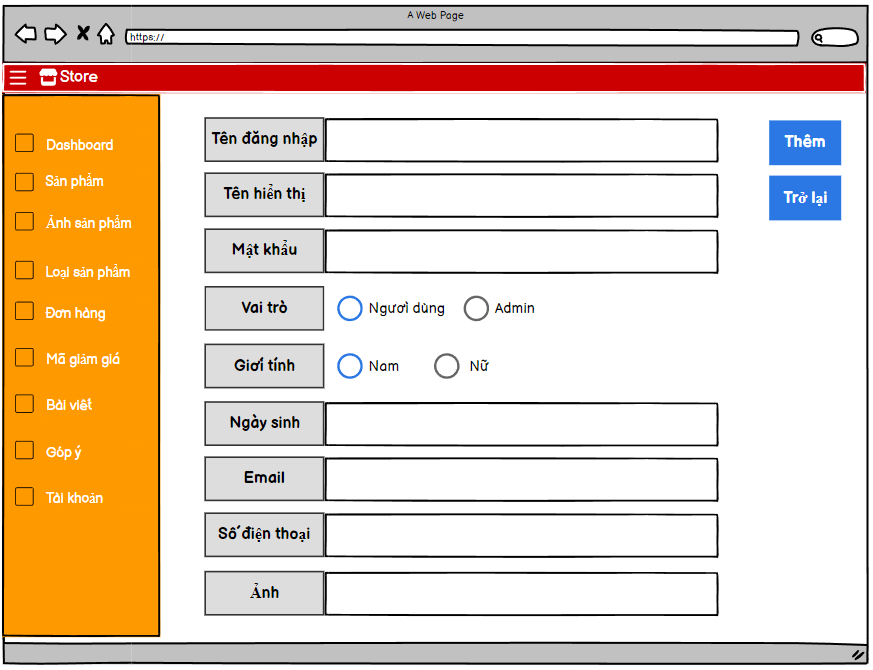 A Web Page
https://
Store
Dashboard
Sản phẩm
Ảnh sản phẩm
Loại sản phẩm
Đơn hàng
Mã giảm giá
Bài viết
Góp ý
Tài khoản
Tên đăng nhập
Tên hiển thị
Mật khẩu
Vai trò
Người dùng
Admin
Giới tính
Nam
Nữ
Ngày sinh
Email
Số điện thoại
Ảnh
Thêm
Trở lại